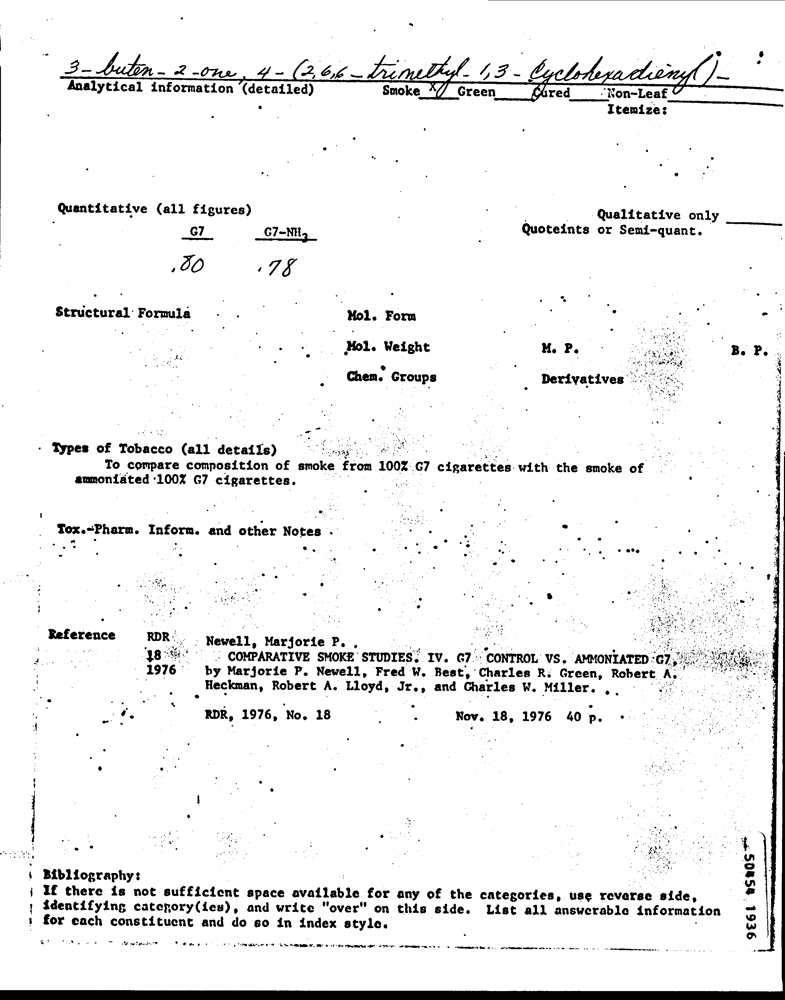 3-buten-2-one, 4-(2,6,6-trimethyl-1,3-Cyclohexadienyl)-
Analytical information (detailed) Smoke X Green Cured Non-Leaf
Itemize:
Quantitative (all figures) Qualitative only
G7 G7-NH3 Quoteints or Semi-quant.
.80 .78
Structural Formula Mol. Form
Mol. Weight M. P. B. P.
Chem. Groups Derivatives
Types of Tobacco (all details)
To compare composition of smoke from 100% G7 cigarettes with the smoke of
ammoniated 100% G7 cigarettes.
Tox.-Pharm. Inform. and other Notes
Reference RDR Newell, Marjorie P.
18 COMPARATIVE SMOKE STUDIES. IV. G7 CONTROL VS. AMMONIATED G7,
1976 by Marjorie P. Newell, Fred W. Best, Charles R. Green, Robert A.
Heckman, Robert A. Lloyd, Jr., and Charles W. Miller.
RDR, 1976, No. 18 Nov. 18, 1976 40 p.
Bibliography:
If there is not sufficient space available for any of the categories, use reverse side,
identifying category(ies), and write "over" on this side. List all answerable information
for each constituent and do so in index style.
1936